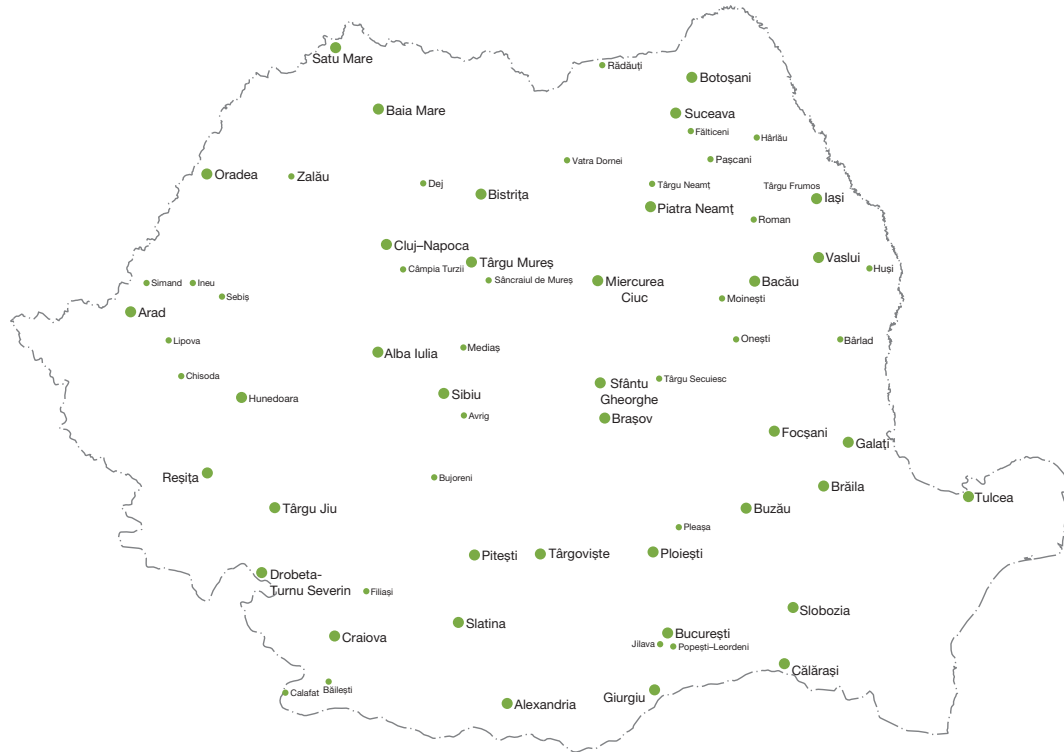 Satu Mare
Rădăuți
Botoșani
Baia Mare
Suceava
Fălticeni
Hârlău
Vatra Dornei
Pașcani
Oradea
Zalău
Dej
Târgu Neamț
Târgu Frumos
Bistrița
Iași
Piatra Neamț
Roman
Cluj–Napoca
Vaslui
Târgu Mureș
Câmpia Turzii
Huși
Simand
Ineu
Sâncraiul de Mureș
Miercurea
Ciuc
Bacău
Sebiș
Moinești
Arad
Lipova
Onești
Bârlad
Mediaș
Alba Iulia
Chisoda
Târgu Secuiesc
Sfântu
Gheorghe
Hunedoara
Sibiu
Avrig
Brașov
Focșani
Galați
Reșița
Bujoreni
Brăila
Tulcea
Târgu Jiu
Buzău
Pleașa
Pitești
Târgoviște
Ploiești
Drobeta-
Turnu Severin
Filiași
Slobozia
Slatina
Craiova
București
Jilava
Popești–Leordeni
Călărași
Băilești
Calafat
Giurgiu
Alexandria